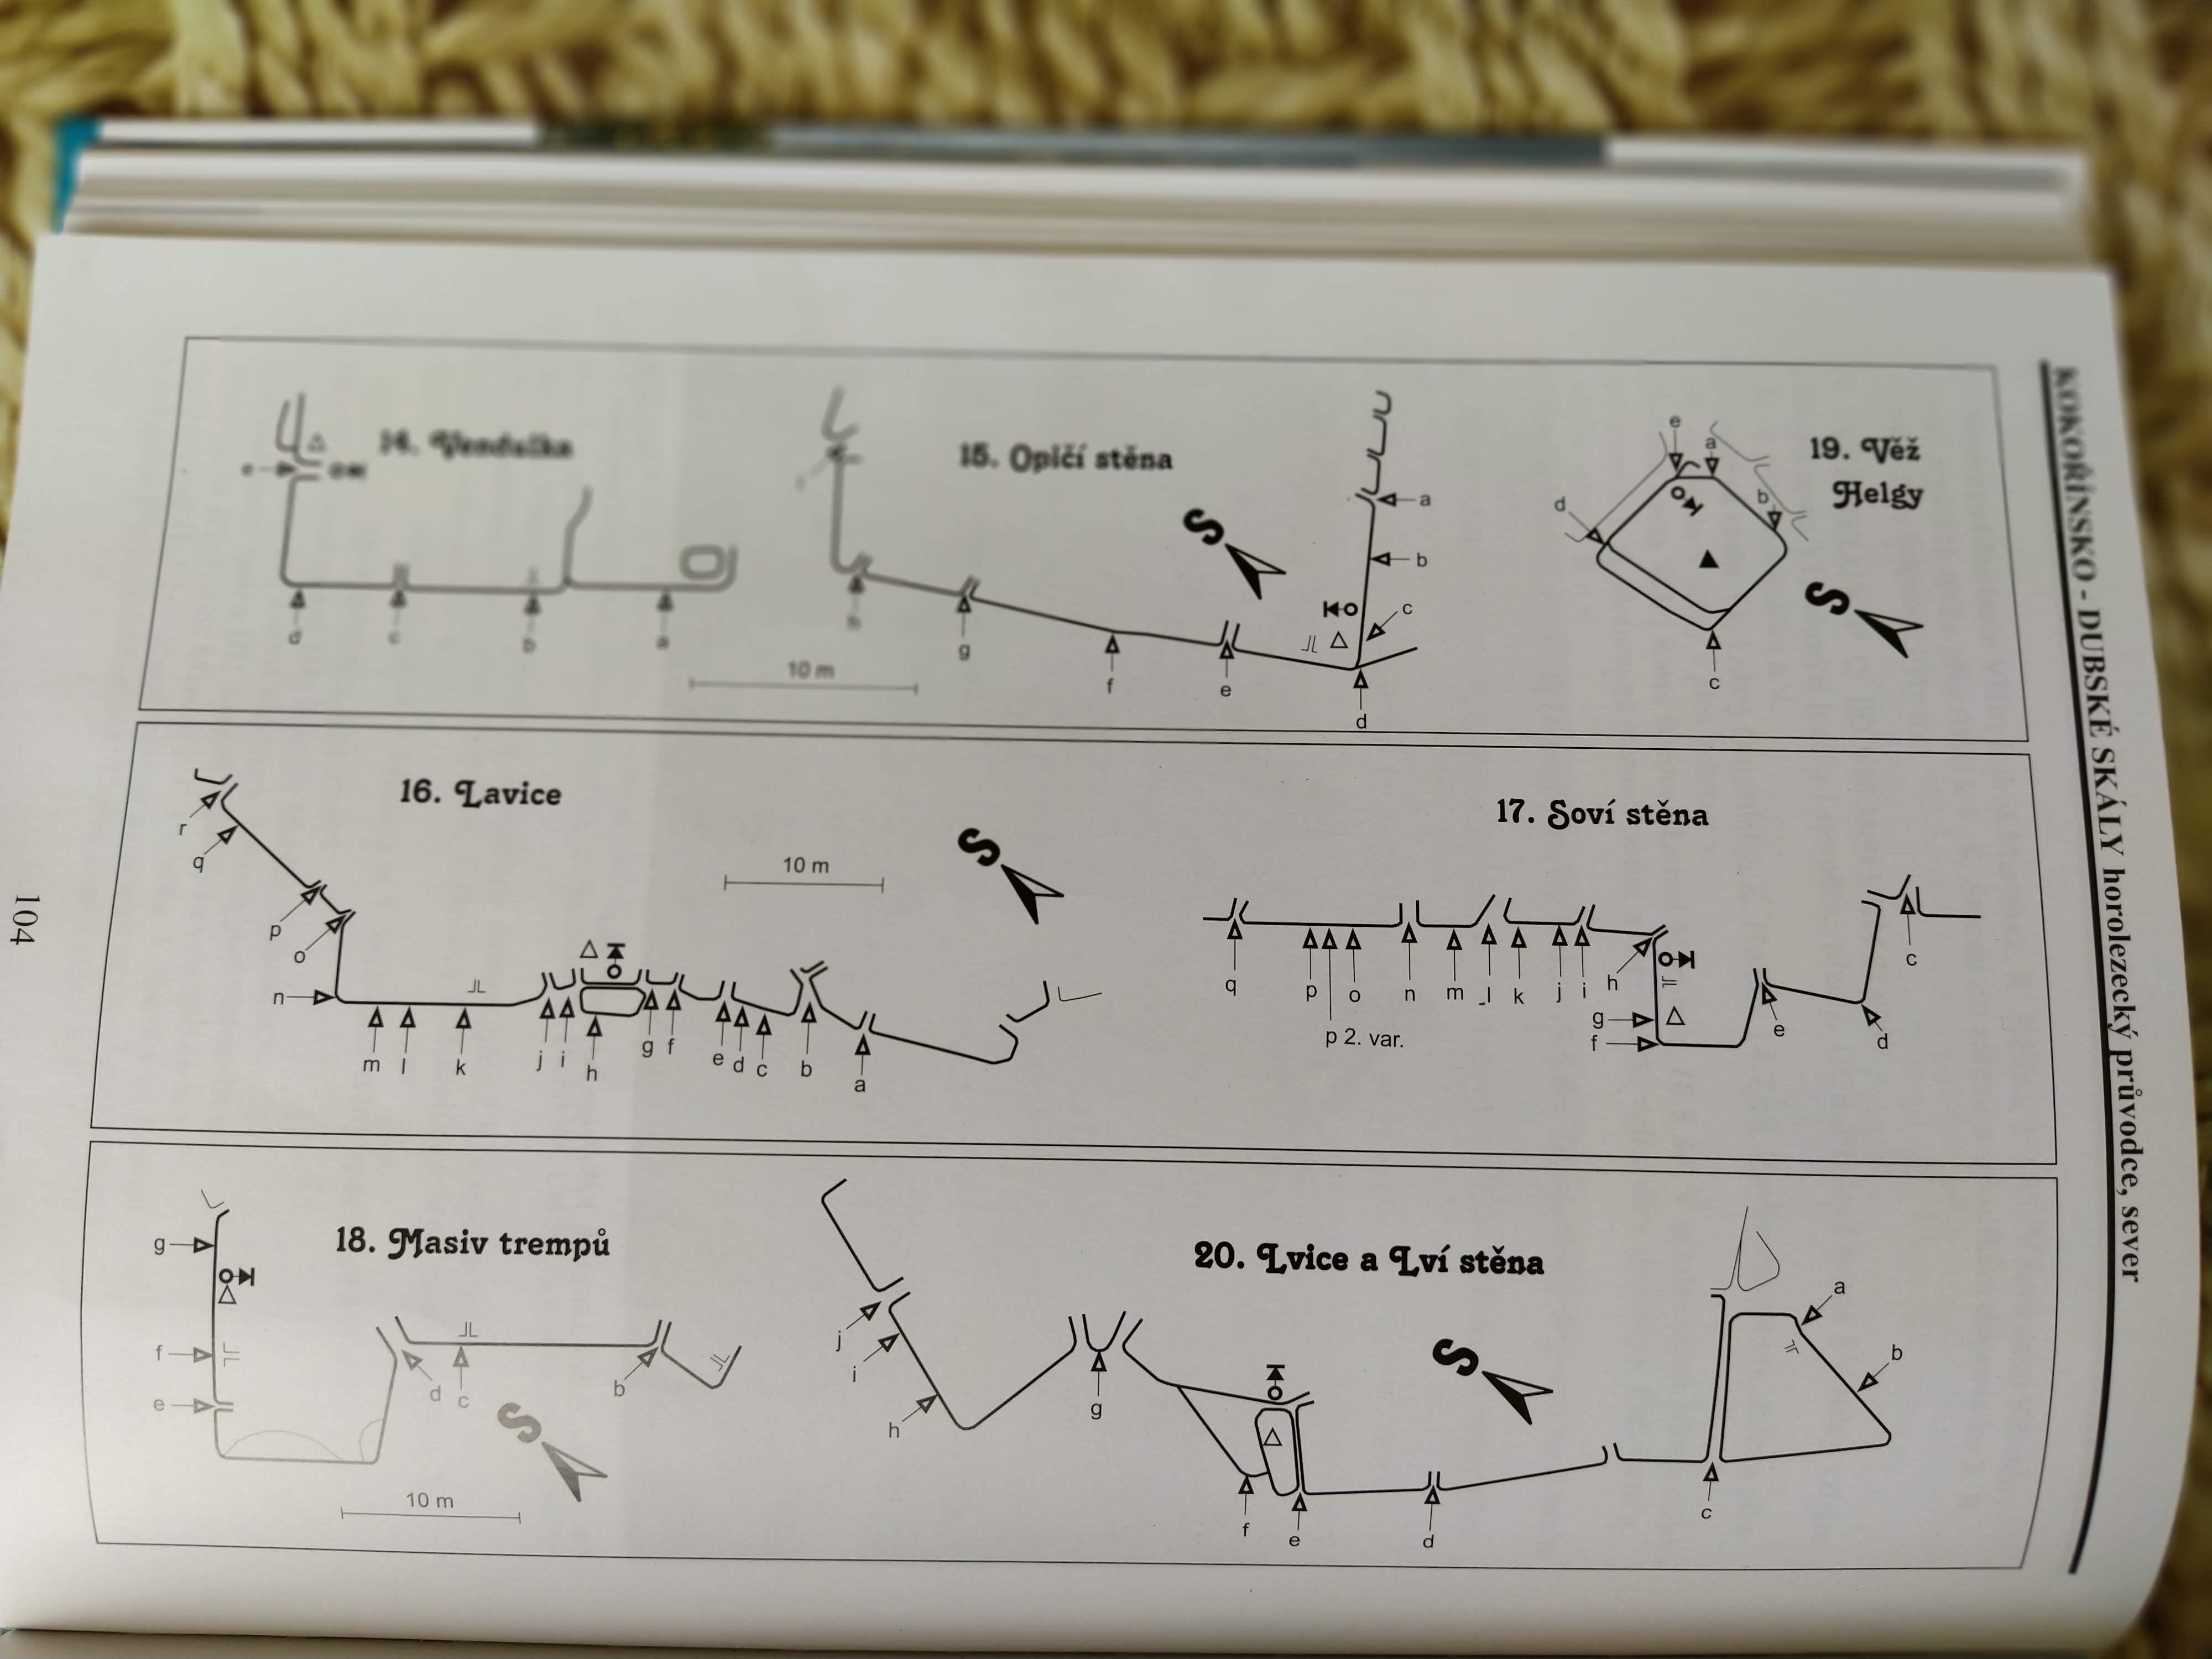 KOKOŘÍNSKO - DUBSKÉ SKÁLY horolezecký průvodce, sever
14. Vendulka
e
d
c
b
a
10 m
15. Opičí stěna
h
g
f
e
d
c
b
a
S
19. Věž
Helgy
e
a
b
d
c
S
16. Lavice
r
q
p
o
n
m
l
k
j
i
h
g
f
e
d
c
b
a
10 m
S
17. Soví stěna
q
p
p 2. var.
o
n
m
l
k
j
i
h
g
f
e
d
c
18. Masiv trempů
g
f
e
d
c
b
S
10 m
20. Lvice a Lví stěna
j
i
h
g
f
e
d
c
b
a
S
104